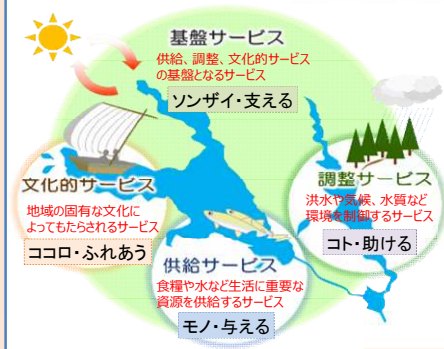 基盤サービス
供給、調整、文化的サービス
の基盤となるサービス
ソンザイ・支える
文化的サービス
地域の固有な文化に
よってもたらされるサービス
ココロ・ふれあう
調整サービス
洪水や気候、水質など
環境を制御するサービス
コト・助ける
供給サービス
食糧や水など生活に重要な
資源を供給するサービス
モノ・与える